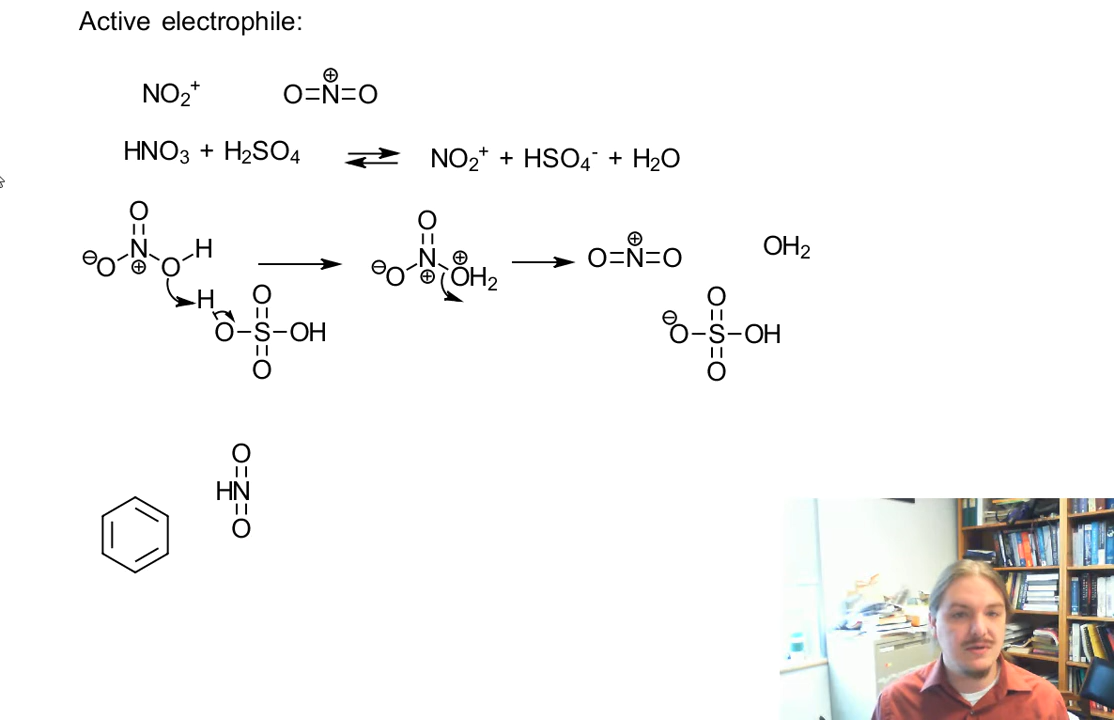 Active electrophile:
NO₂⁺ O=N⊕=O
HNO₃ + H₂SO₄ ⇌ NO₂⁺ + HSO₄⁻ + H₂O
O O
⊖O N⊕ O H ⊖O N⊕ ⊕OH₂ O=N⊕=O OH₂
H O O
O–S–OH ⊖O–S–OH
O O
O
HN
O